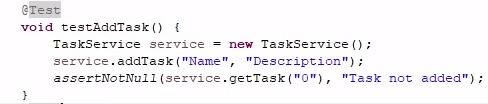 @Test
void testAddTask() {
    TaskService service = new TaskService();
    service.addTask("Name", "Description");
    assertNotNull(service.getTask("0"), "Task not added");
}